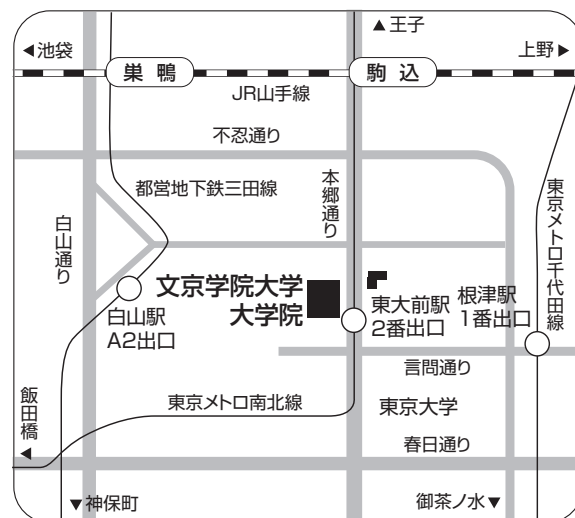 ▲王子
◀池袋
上野▶
巣鴨
駒込
JR山手線
不忍通り
都営地下鉄三田線
本郷通り
東京メトロ千代田線
白山通り
文京学院大学
大学院
東大前駅
2番出口
根津駅
1番出口
白山駅
A2出口
言問通り
東京メトロ南北線
東京大学
飯田橋
◀
春日通り
▼神保町
御茶ノ水▼